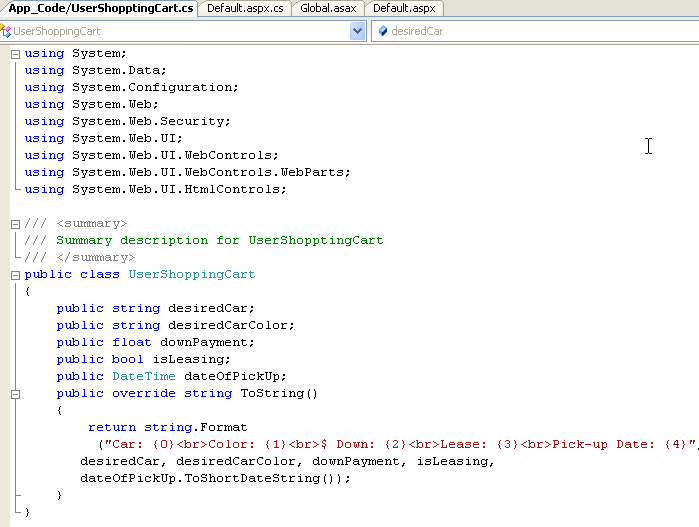 App_Code/UserShopptingCart.cs Default.aspx.cs Global.asax Default.aspx
UserShoppingCart desiredCar
using System;
using System.Data;
using System.Configuration;
using System.Web;
using System.Web.Security;
using System.Web.UI;
using System.Web.UI.WebControls;
using System.Web.UI.WebControls.WebParts;
using System.Web.UI.HtmlControls;
/// <summary>
/// Summary description for UserShopptingCart
/// </summary>
public class UserShoppingCart
{
public string desiredCar;
public string desiredCarColor;
public float downPayment;
public bool isLeasing;
public DateTime dateOfPickUp;
public override string ToString()
{
return string.Format
("Car: {0}<br>Color: {1}<br>$ Down: {2}<br>Lease: {3}<br>Pick-up Date: {4}",
desiredCar, desiredCarColor, downPayment, isLeasing,
dateOfPickUp.ToShortDateString());
}
}